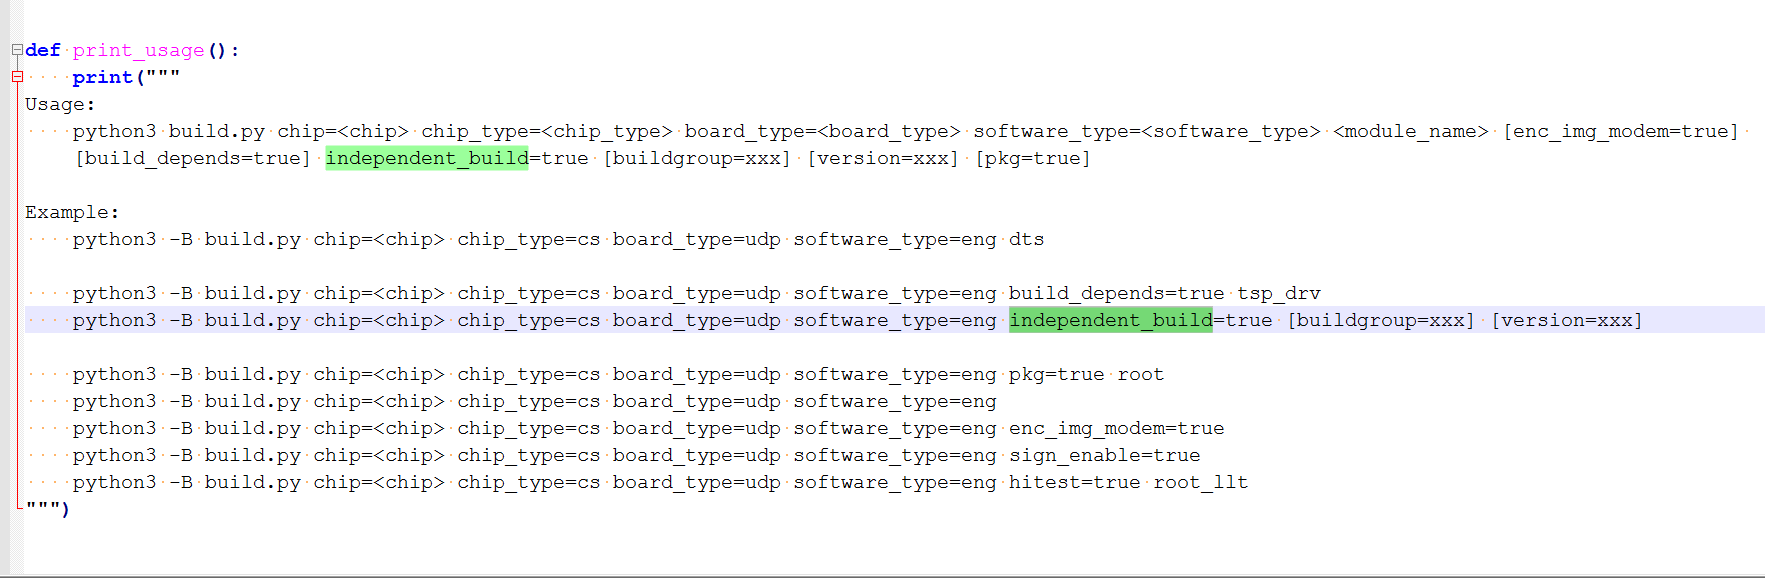 def print_usage():
    print("""
Usage:
    python3 build.py chip=<chip> chip_type=<chip_type> board_type=<board_type> software_type=<software_type> <module_name> [enc_img_modem=true]
    [build_depends=true] independent_build=true [buildgroup=xxx] [version=xxx] [pkg=true]
Example:
    python3 -B build.py chip=<chip> chip_type=cs board_type=udp software_type=eng dts
    python3 -B build.py chip=<chip> chip_type=cs board_type=udp software_type=eng build_depends=true tsp_drv
    python3 -B build.py chip=<chip> chip_type=cs board_type=udp software_type=eng independent_build=true [buildgroup=xxx] [version=xxx]
    python3 -B build.py chip=<chip> chip_type=cs board_type=udp software_type=eng pkg=true root
    python3 -B build.py chip=<chip> chip_type=cs board_type=udp software_type=eng
    python3 -B build.py chip=<chip> chip_type=cs board_type=udp software_type=eng enc_img_modem=true
    python3 -B build.py chip=<chip> chip_type=cs board_type=udp software_type=eng sign_enable=true
    python3 -B build.py chip=<chip> chip_type=cs board_type=udp software_type=eng hitest=true root_llt
""")